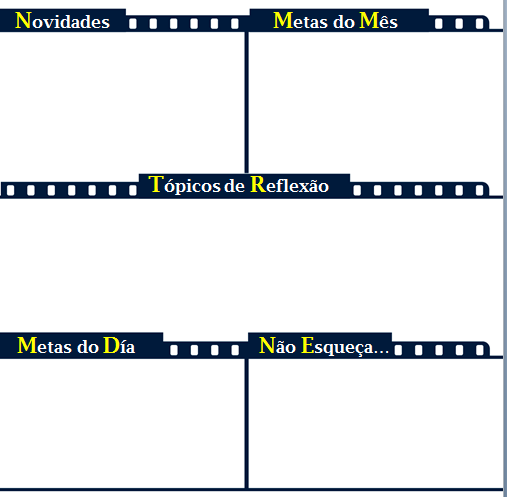 Novidades
Metas do Mês
Tópicos de Reflexão
Metas do Día
Não Esqueça...